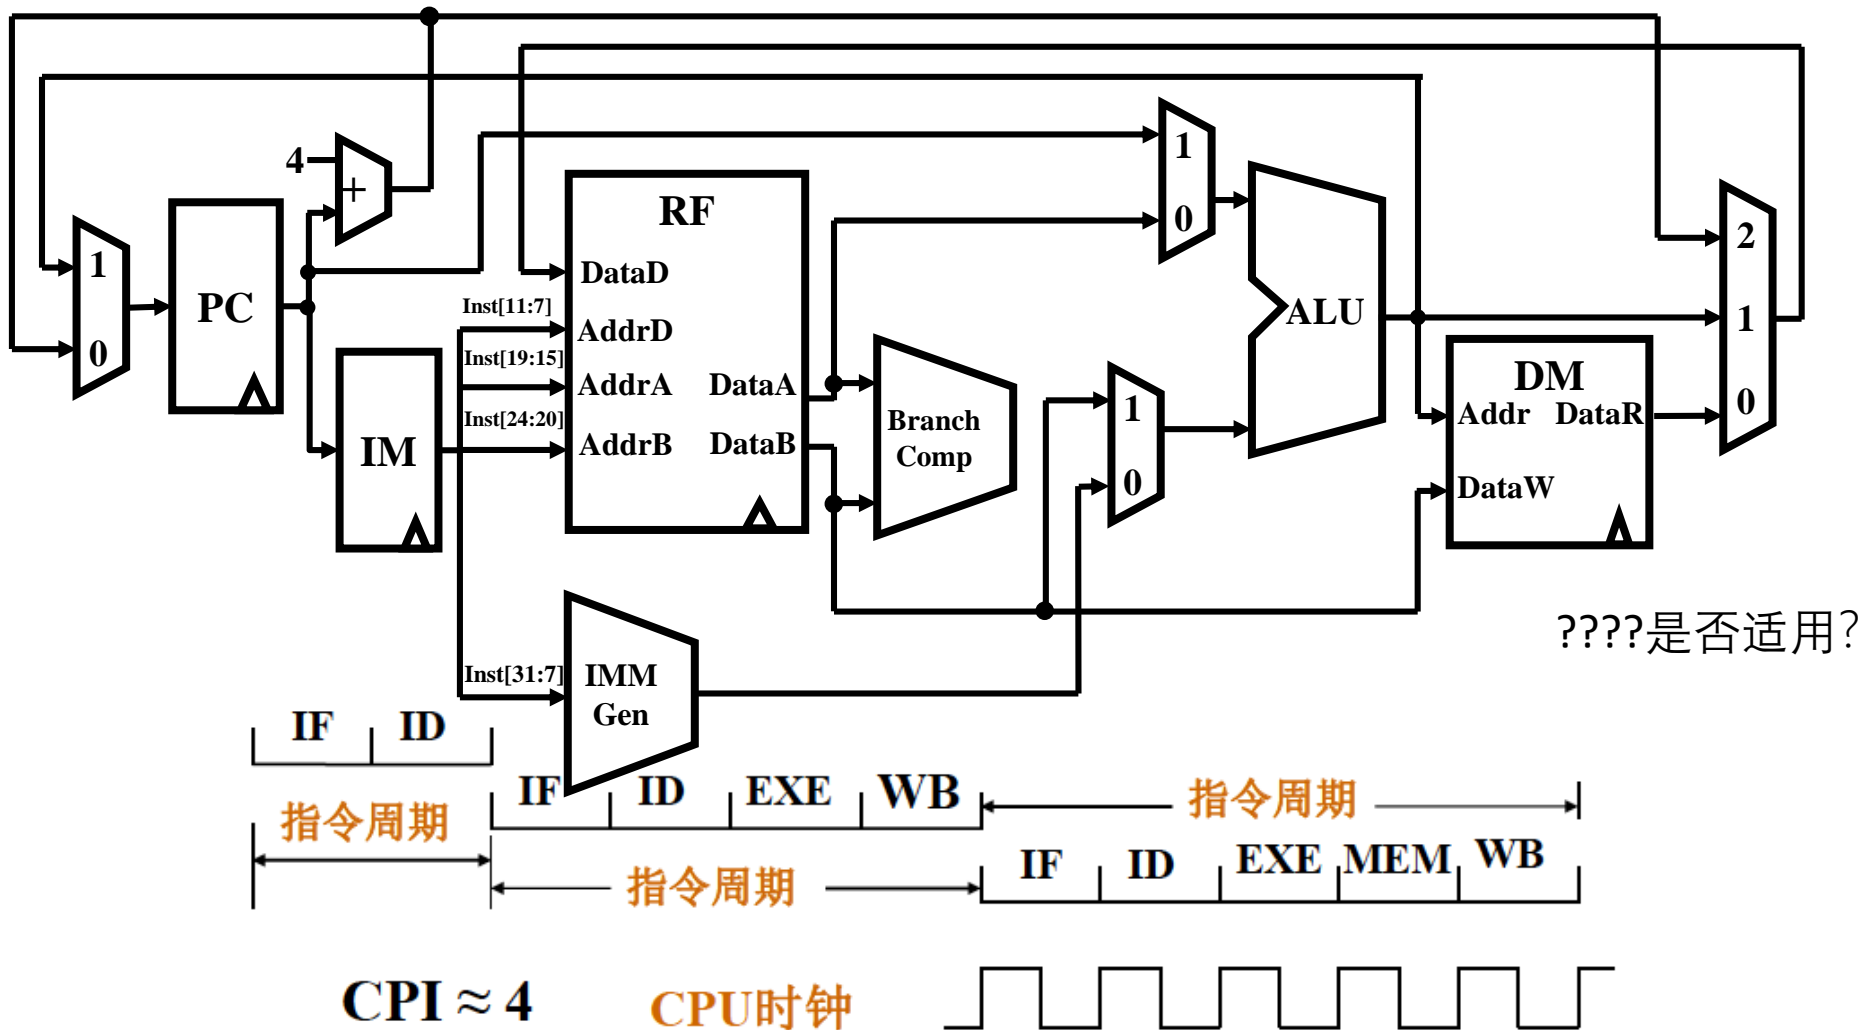 4
+
1
0
PC
IM
RF
DataD
Inst[11:7]
AddrD
Inst[19:15]
AddrA
DataA
Inst[24:20]
AddrB
DataB
Branch
Comp
1
0
1
0
ALU
DM
Addr
DataR
DataW
2
1
0
Inst[31:7]
IMM
Gen
????是否适用?
IF
ID
指令周期
IF
ID
EXE
WB
指令周期
指令周期
IF
ID
EXE
MEM
WB
CPI ≈ 4
CPU时钟